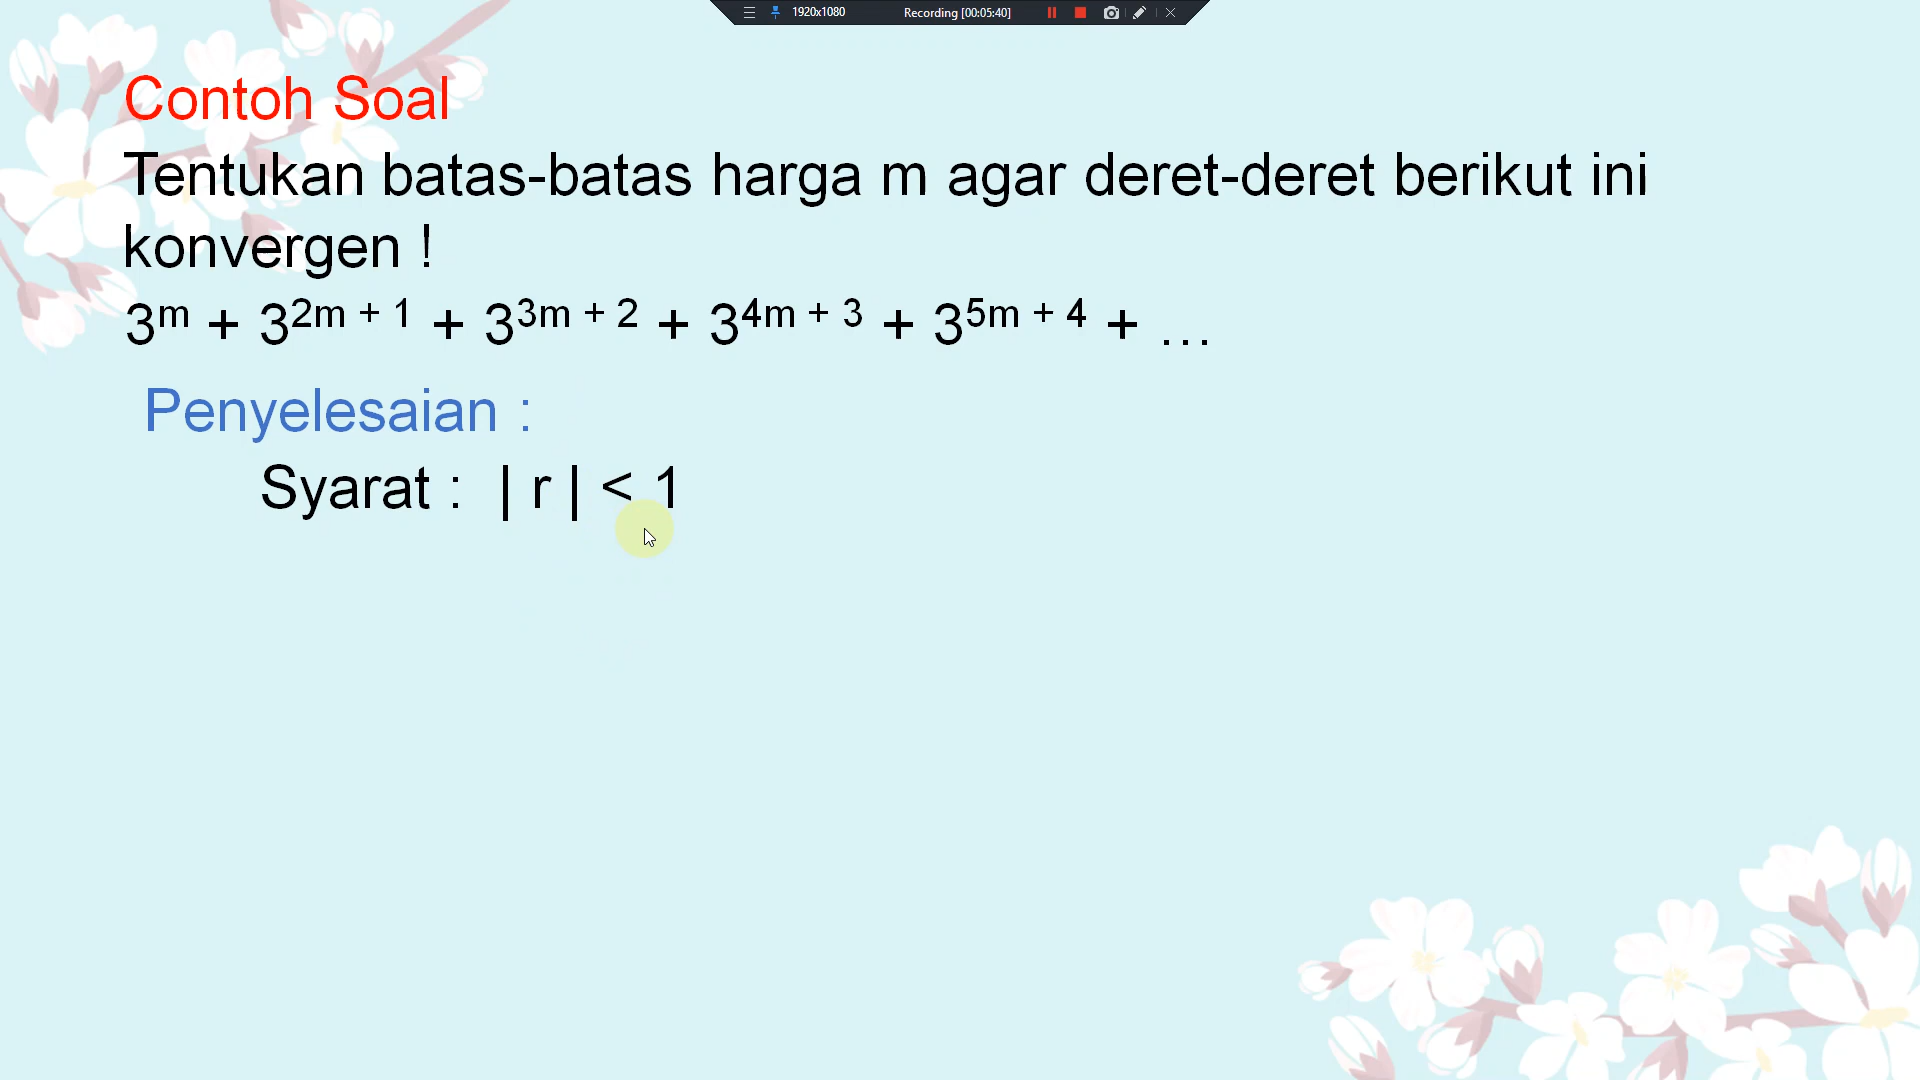 1920x1080 Recording [00:05:40]
Contoh Soal
Tentukan batas-batas harga m agar deret-deret berikut ini
konvergen !
3^m + 3^{2m + 1} + 3^{3m + 2} + 3^{4m + 3} + 3^{5m + 4} + …
Penyelesaian :
Syarat : | r | < 1